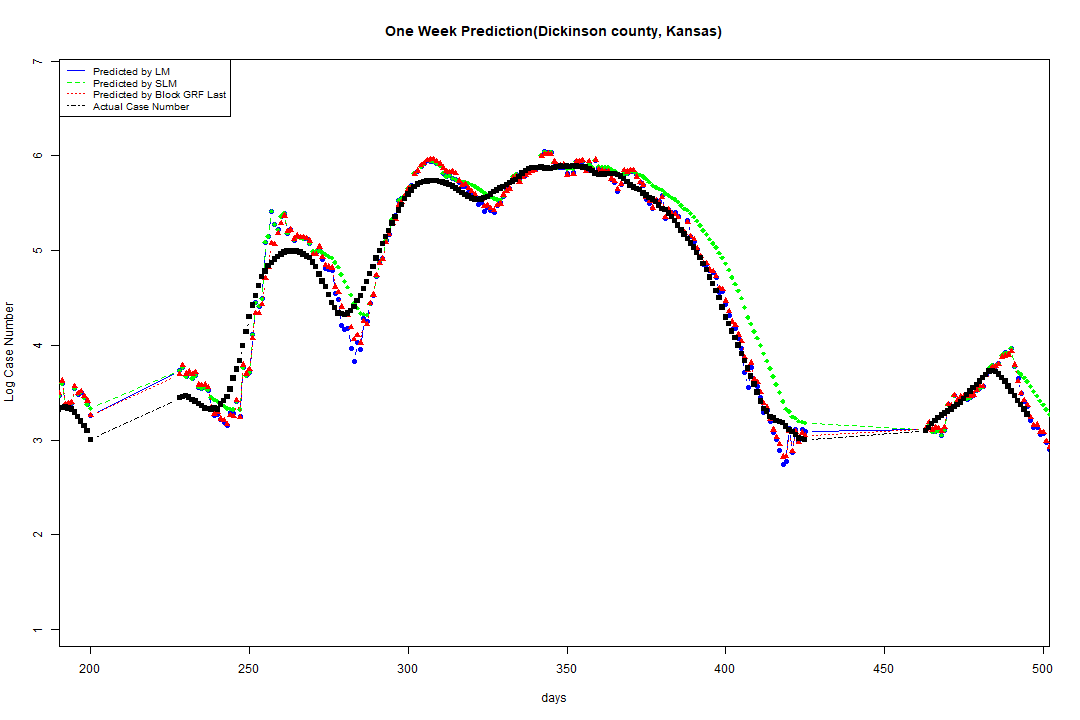 One Week Prediction(Dickinson county, Kansas)
Predicted by LM
Predicted by SLM
Predicted by Block GRF Last
Actual Case Number
7
6
5
4
3
2
1
Log Case Number
200 250 300 350 400 450 500
days